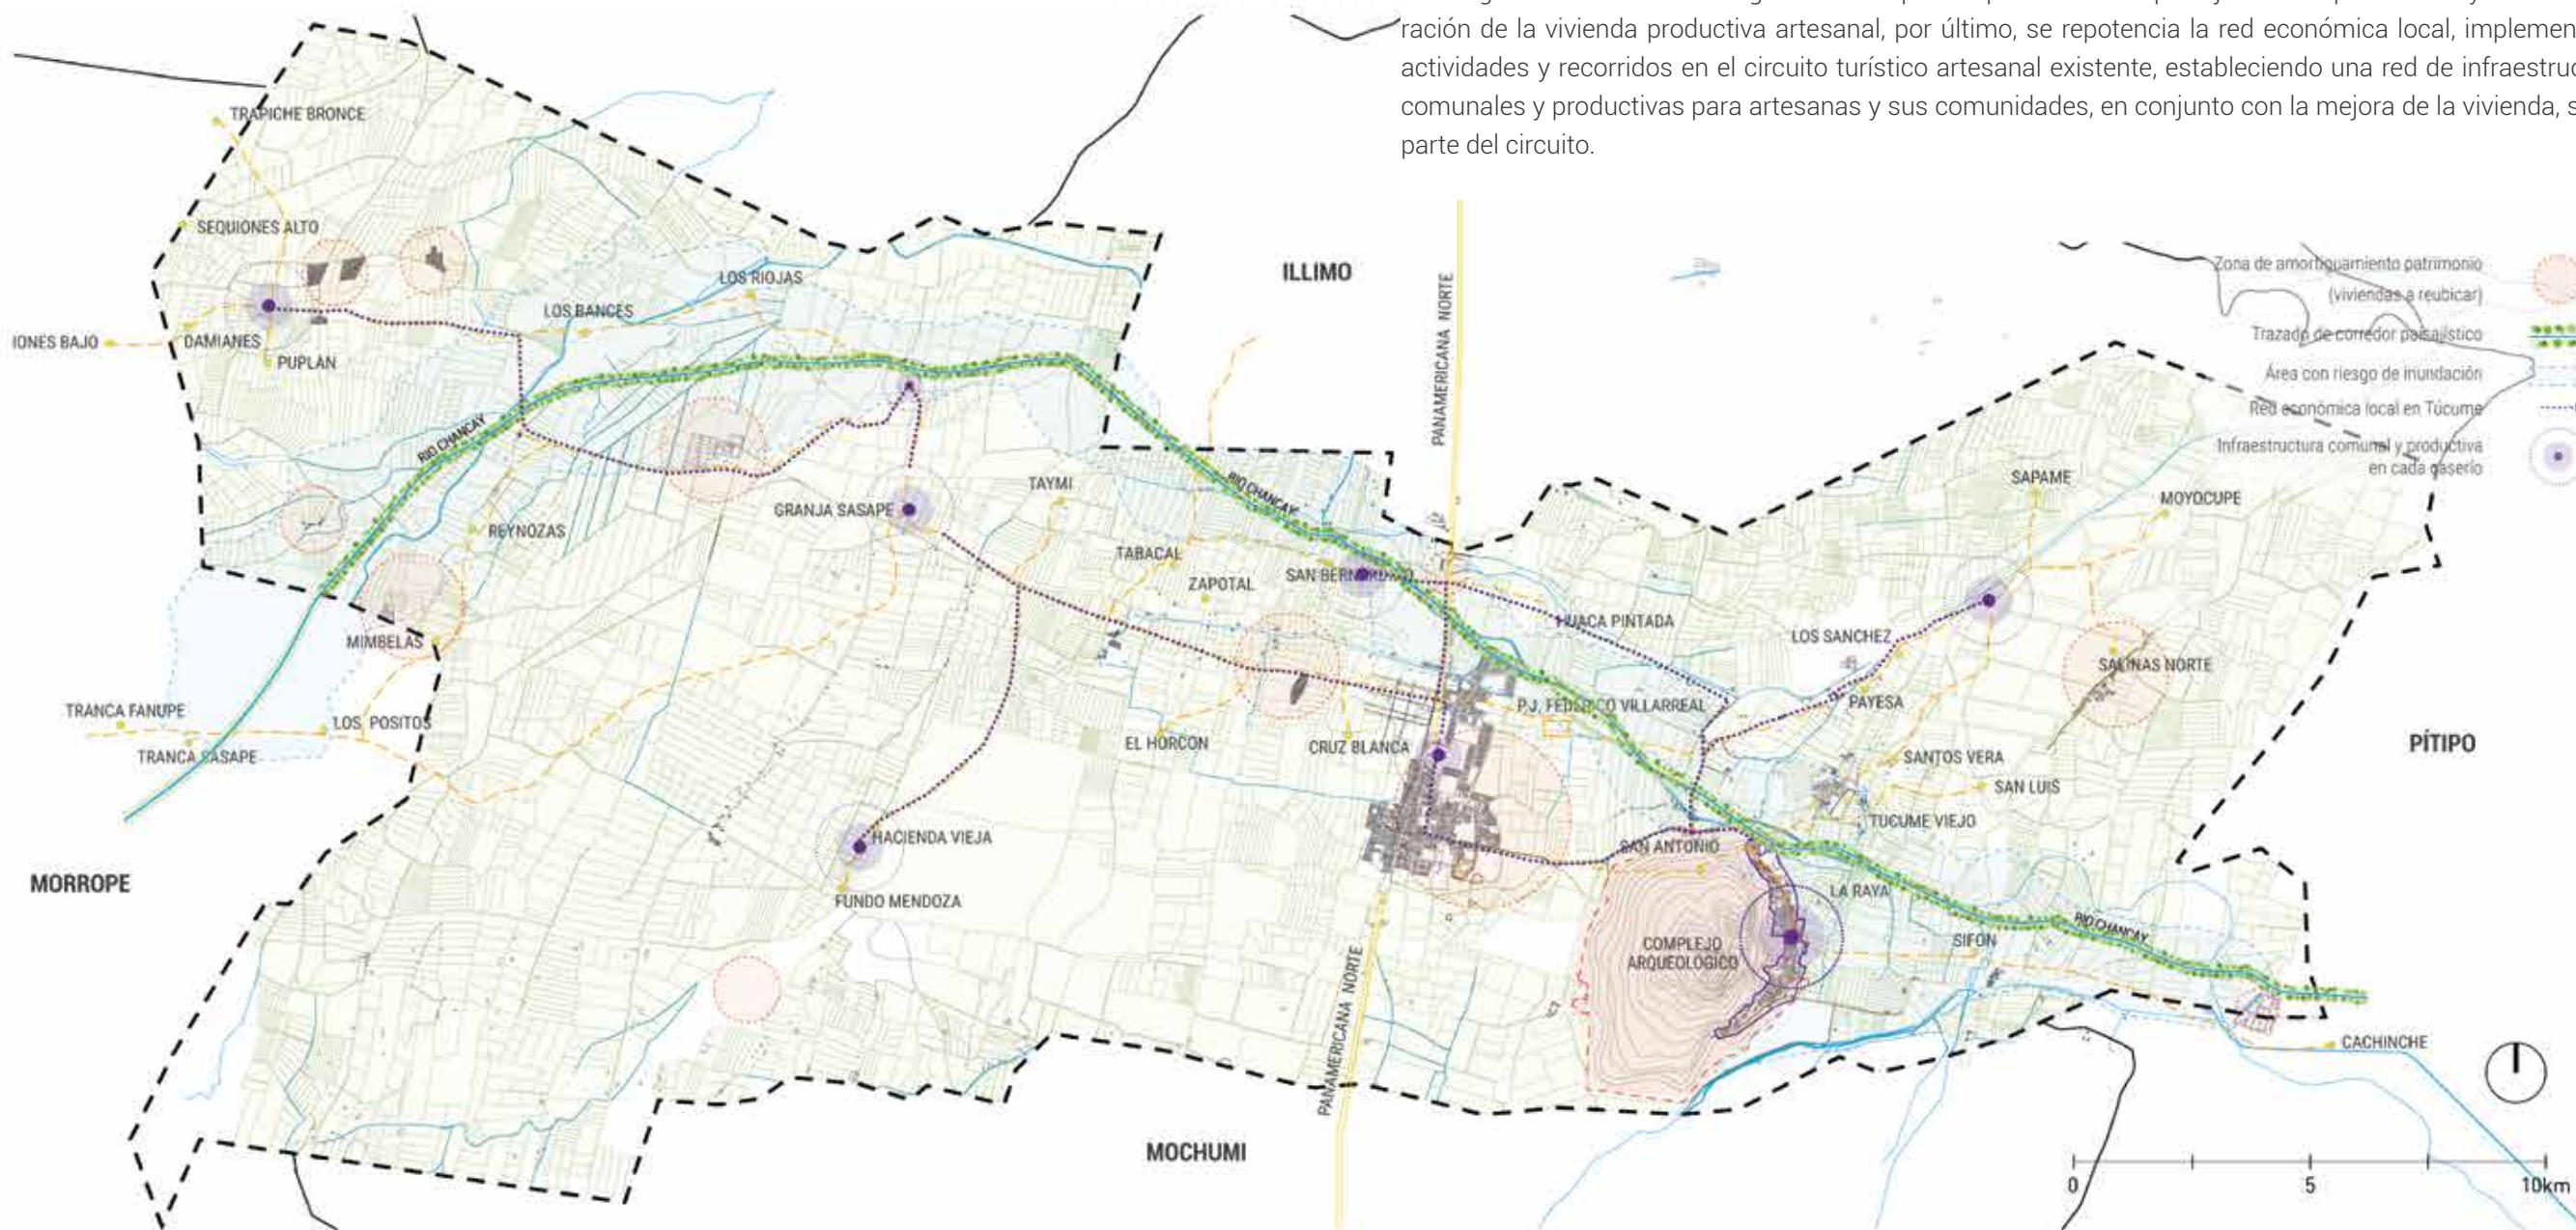 ración de la vivienda productiva artesanal, por último, se repotencia la red económica local, implemen
actividades y recorridos en el circuito turístico artesanal existente, estableciendo una red de infraestruc
comunales y productivas para artesanas y sus comunidades, en conjunto con la mejora de la vivienda, s
parte del circuito.
TRAPICHE BRONCE
SEQUIONES ALTO
LOS RIOJAS
LOS BANCES
IONES BAJO
DAMIANES
PUPLAN
ILLIMO
PANAMERICANA NORTE
Zona de amortiguamiento patrimonio
(viviendas a reubicar)
Trazado de corredor paisajístico
Área con riesgo de inundación
Red económica local en Túcume
Infraestructura comunal y productiva
en cada caserío
RIO CHANCAY
RIO CHANCAY
TAYMI
GRANJA SASAPE
REYNOZAS
SAPAME
MOYOCUPE
TABACAL
ZAPOTAL
SAN BERNARDINO
HUACA PINTADA
LOS SANCHEZ
MIMBELAS
SALINAS NORTE
TRANCA FANUPE
LOS POSITOS
TRANCA SASAPE
P.J. FEDERICO VILLARREAL
PAYESA
EL HORCON
CRUZ BLANCA
SANTOS VERA
SAN LUIS
PÍTIPO
TUCUME VIEJO
HACIENDA VIEJA
SAN ANTONIO
MORROPE
FUNDO MENDOZA
LA RAYA
RIO CHANCAY
COMPLEJO
ARQUEOLOGICO
SIFON
PANAMERICANA NORTE
CACHINCHE
MOCHUMI
0 5 10km